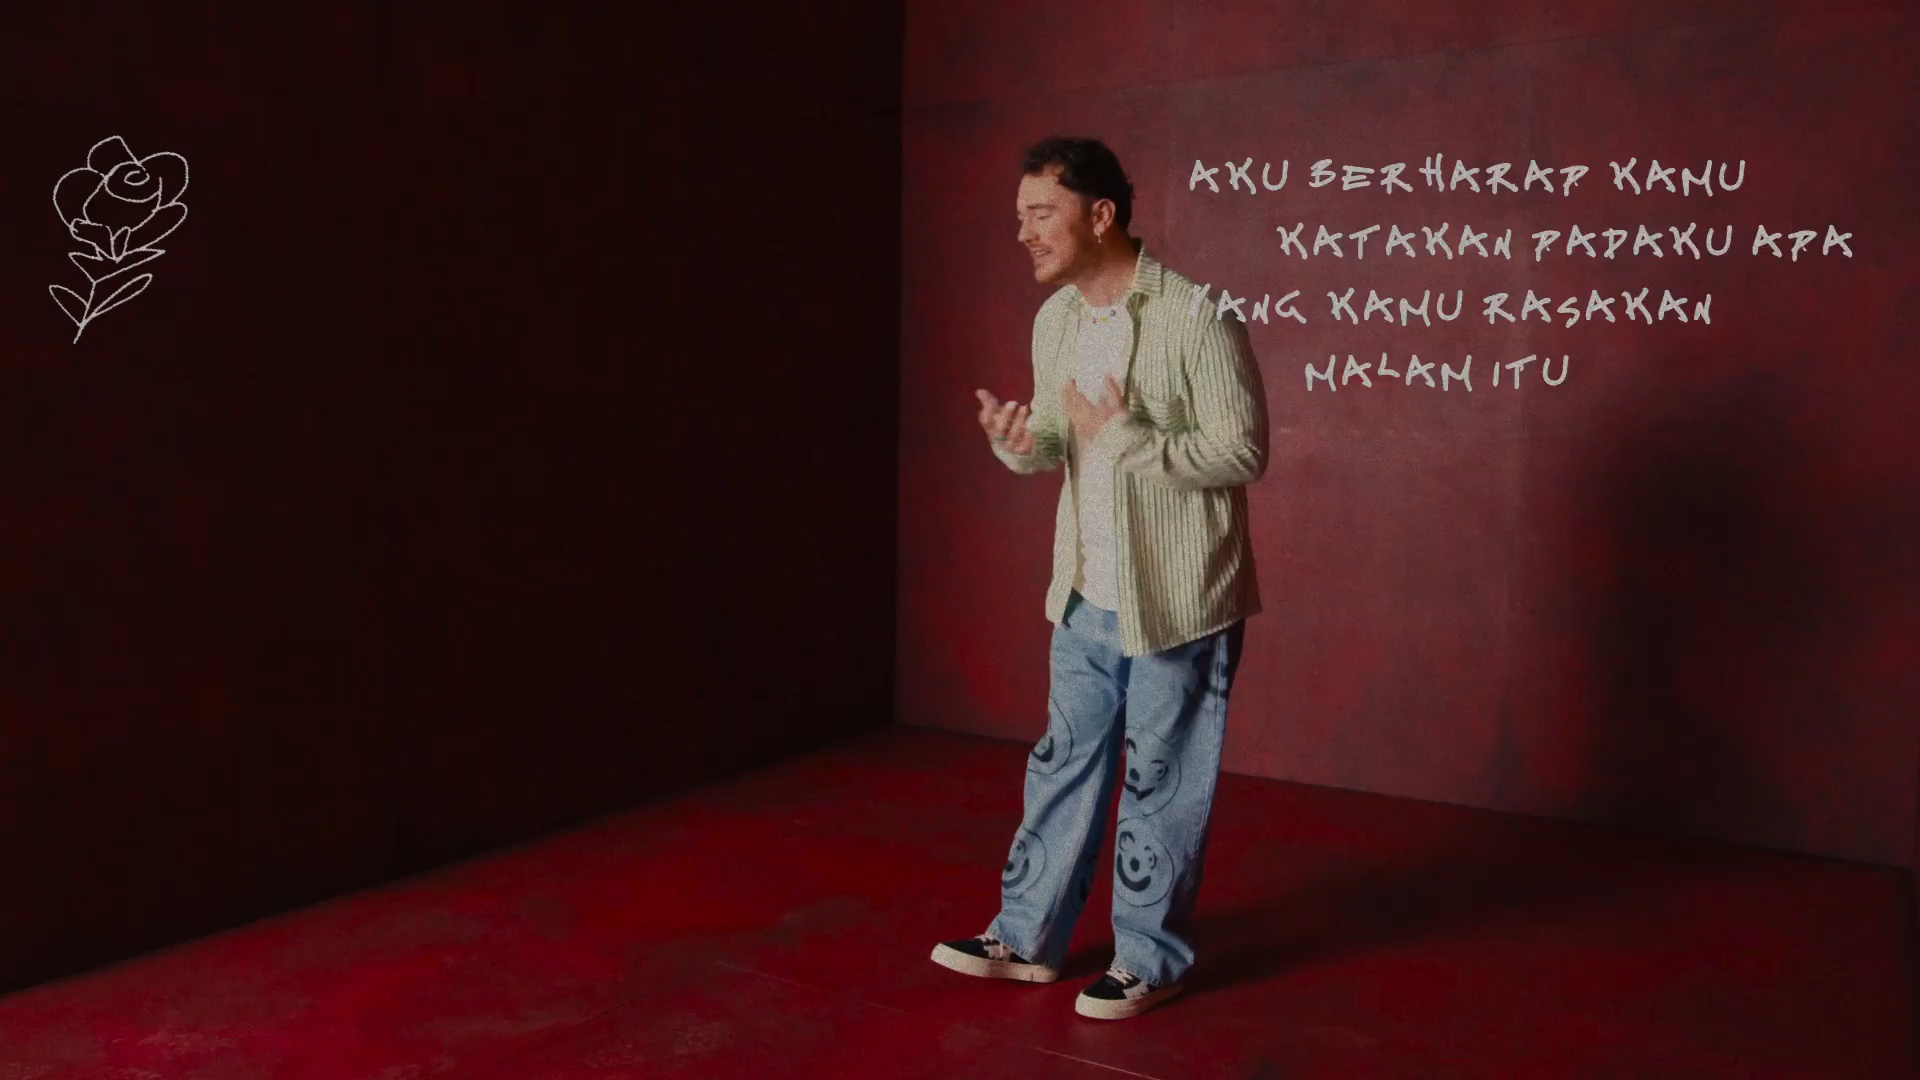 AKU BERHARAP KAMU
KATAKAN PADAKU APA
YANG KAMU RASAKAN
MALAM ITU